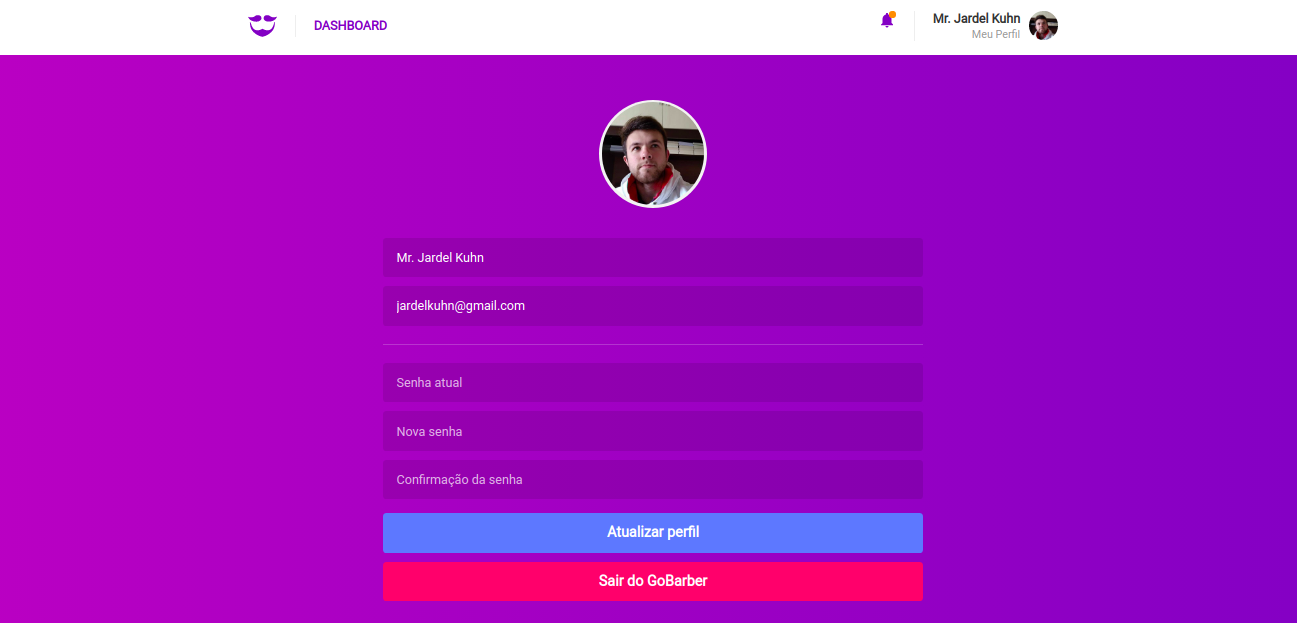 DASHBOARD
Mr. Jardel Kuhn
Meu Perfil
Mr. Jardel Kuhn
jardelkuhn@gmail.com
Senha atual
Nova senha
Confirmação da senha
Atualizar perfil
Sair do GoBarber